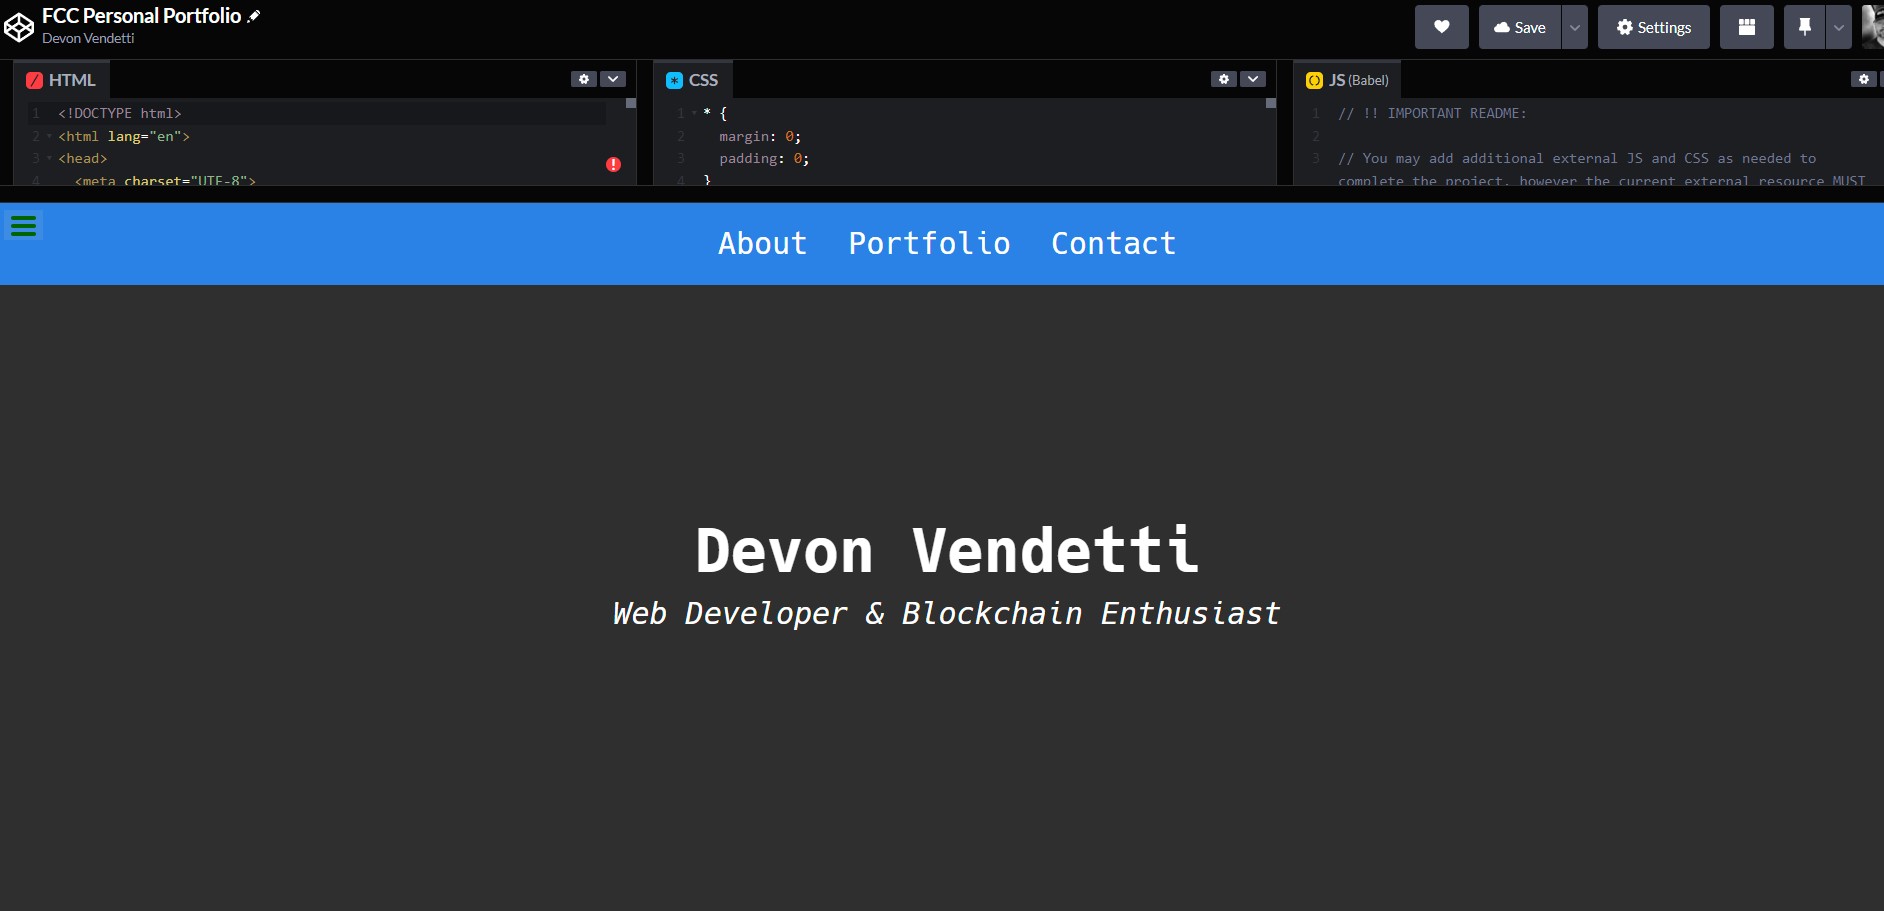 FCC Personal Portfolio
Devon Vendetti
Save
Settings
HTML
1 <!DOCTYPE html>
2 <html lang="en">
3 <head>
4 <meta charset="UTF-8">
CSS
1 * {
2 margin: 0;
3 padding: 0;
4 }
JS (Babel)
1 // !! IMPORTANT README:
2
3 // You may add additional external JS and CSS as needed to
complete the project, however the current external resource MUST
About Portfolio Contact
Devon Vendetti
Web Developer & Blockchain Enthusiast